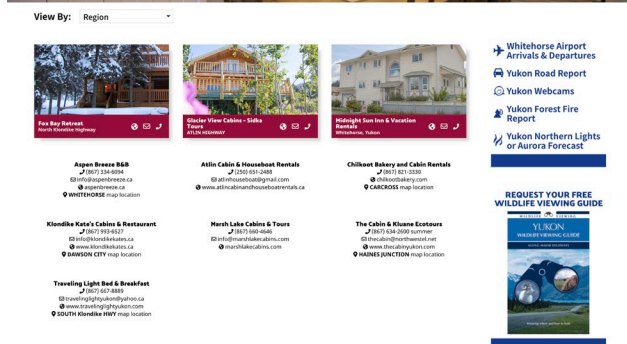 View By: Region
Fox Bay Retreat
North Klondike Highway
Glacier View Cabins - Sidka
Tours
ATLIN HIGHWAY
Midnight Sun Inn & Vacation
Rentals
Whitehorse, Yukon
Aspen Breeze B&B
(867) 334-6094
info@aspenbreeze.ca
aspenbreeze.ca
WHITEHORSE map location
Atlin Cabin & Houseboat Rentals
(250) 651-2488
atlinhouseboat@gmail.com
www.atlincabinandhouseboatrentals.ca
Chilkoot Bakery and Cabin Rentals
(867) 821-3330
chilkootbakery.com
CARCROSS map location
Klondike Kate's Cabins & Restaurant
(867) 993-6527
info@klondikekates.ca
www.klondikekates.ca
DAWSON CITY map location
Marsh Lake Cabins & Tours
(867) 660-4646
info@marshlakecabins.com
marshlakecabins.com
The Cabin & Kluane Ecotours
(867) 634-2600 summer
thecabin@northwestel.net
www.thecabinyukon.com
HAINES JUNCTION map location
Traveling Light Bed & Breakfast
(867) 667-8889
travelinglightyukon@yahoo.ca
www.travelinglightyukon.com
SOUTH Klondike HWY map location
Whitehorse Airport
Arrivals & Departures
Yukon Road Report
Yukon Webcams
Yukon Forest Fire
Report
Yukon Northern Lights
or Aurora Forecast
REQUEST YOUR FREE
WILDLIFE VIEWING GUIDE
YUKON
WILDLIFE VIEWING GUIDE